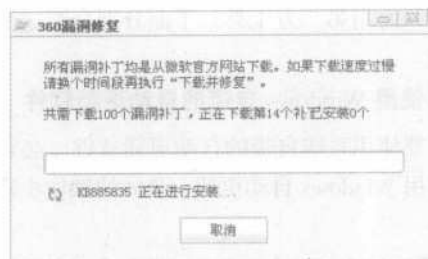 360漏洞修复
所有漏洞补丁均是从微软官方网站下载。如果下载速度过慢
请换个时间段再执行“下载并修复”。
共需下载100个漏洞补丁，正在下载第14个补已安装0个
KB885835 正在进行安装
取消